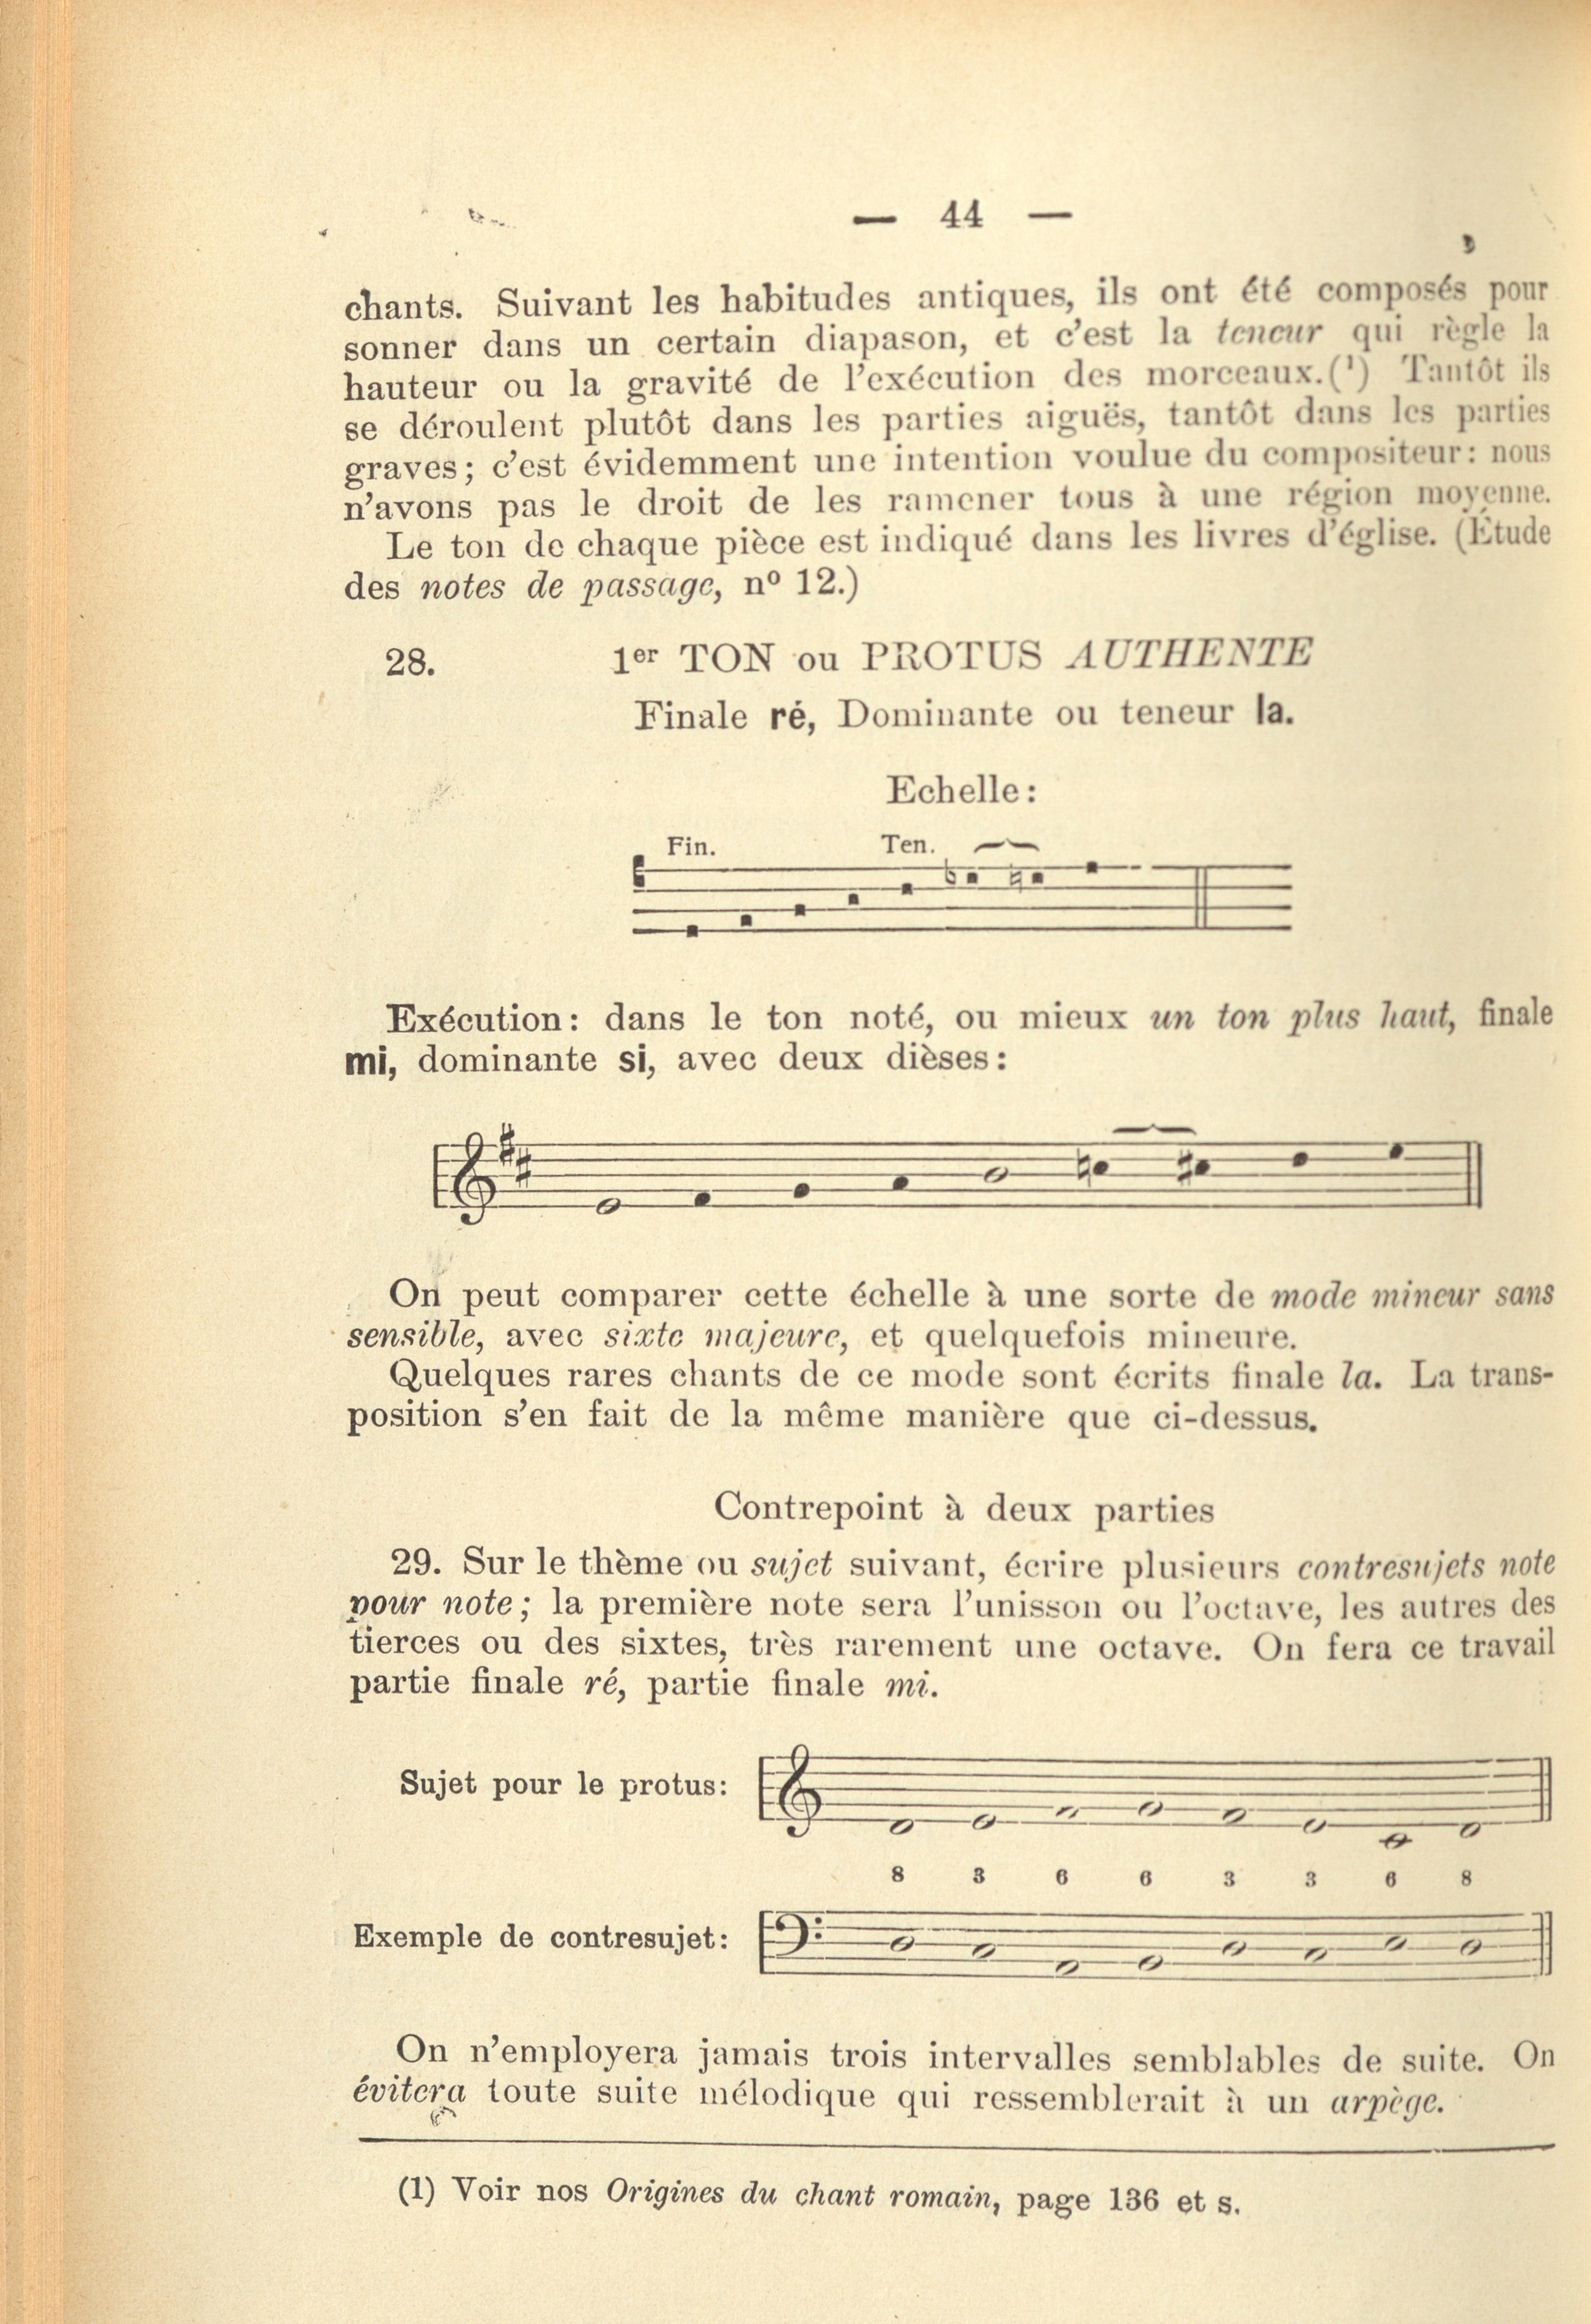 — 44 —
chants. Suivant les habitudes antiques, ils ont été composés pour
sonner dans un certain diapason, et c'est la teneur qui règle la
hauteur ou la gravité de l'exécution des morceaux.(¹) Tantôt ils
se déroulent plutôt dans les parties aiguës, tantôt dans les parties
graves; c'est évidemment une intention voulue du compositeur: nous
n'avons pas le droit de les ramener tous à une région moyenne.
Le ton de chaque pièce est indiqué dans les livres d'église. (Étude
des notes de passage, nº 12.)
28. 1er TON ou PROTUS AUTHENTE
Finale ré, Dominante ou teneur la.
Echelle:
Fin. Ten.
Exécution: dans le ton noté, ou mieux un ton plus haut, finale
mi, dominante si, avec deux dièses:
On peut comparer cette échelle à une sorte de mode mineur sans
sensible, avec sixte majeure, et quelquefois mineure.
Quelques rares chants de ce mode sont écrits finale la. La trans-
position s'en fait de la même manière que ci-dessus.
Contrepoint à deux parties
29. Sur le thème ou sujet suivant, écrire plusieurs contresujets note
pour note; la première note sera l'unisson ou l'octave, les autres des
tierces ou des sixtes, très rarement une octave. On fera ce travail
partie finale ré, partie finale mi.
Sujet pour le protus:
8 3 6 6 3 3 6 8
Exemple de contresujet:
On n'employera jamais trois intervalles semblables de suite. On
évitera toute suite mélodique qui ressemblerait à un arpège.
(1) Voir nos Origines du chant romain, page 136 et s.